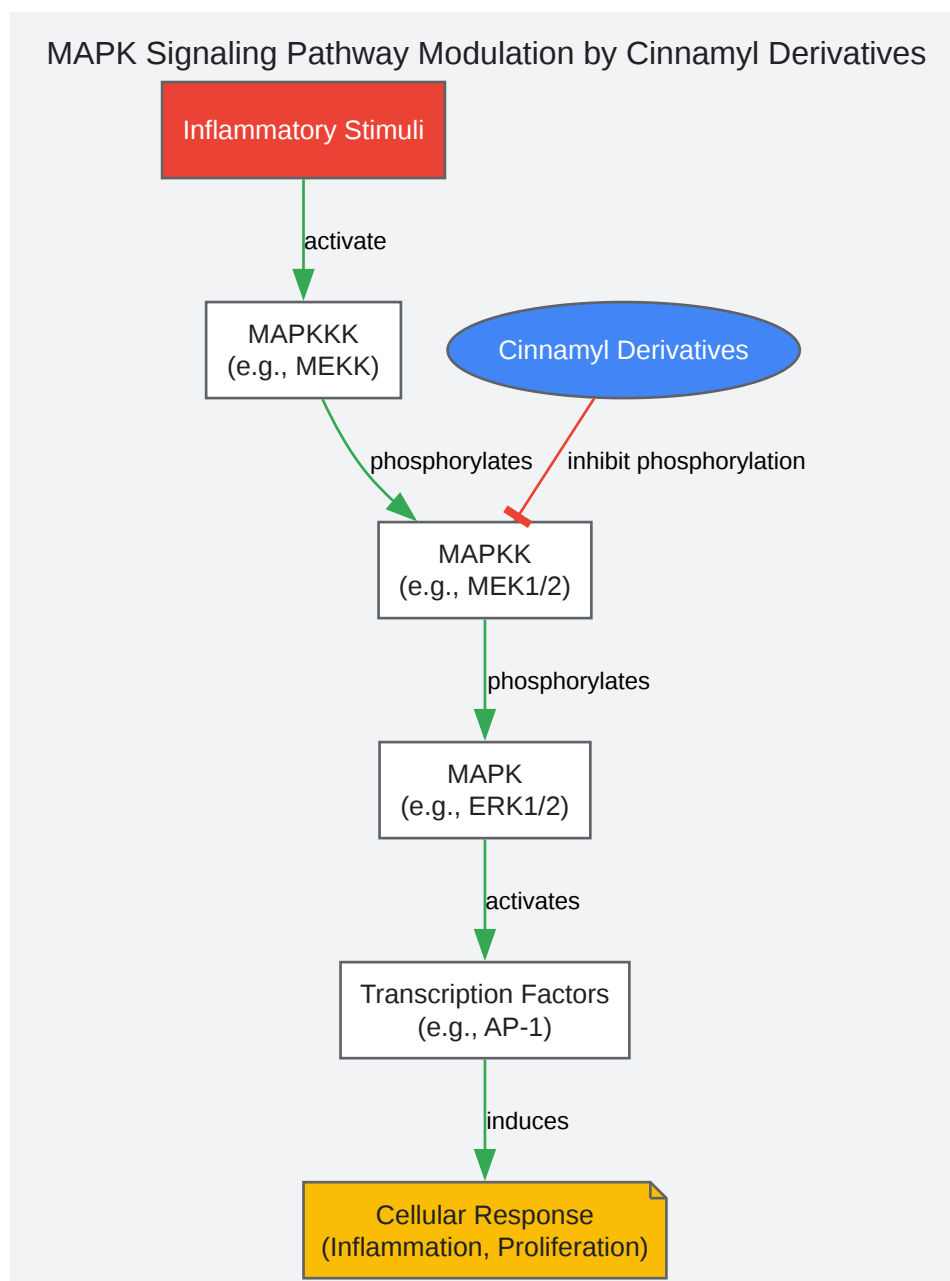 MAPK Signaling Pathway Modulation by Cinnamyl Derivatives
Inflammatory Stimuli
activate
MAPKKK
(e.g., MEKK)
Cinnamyl Derivatives
phosphorylates
inhibit phosphorylation
MAPKK
(e.g., MEK1/2)
phosphorylates
MAPK
(e.g., ERK1/2)
activates
Transcription Factors
(e.g., AP-1)
induces
Cellular Response
(Inflammation, Proliferation)